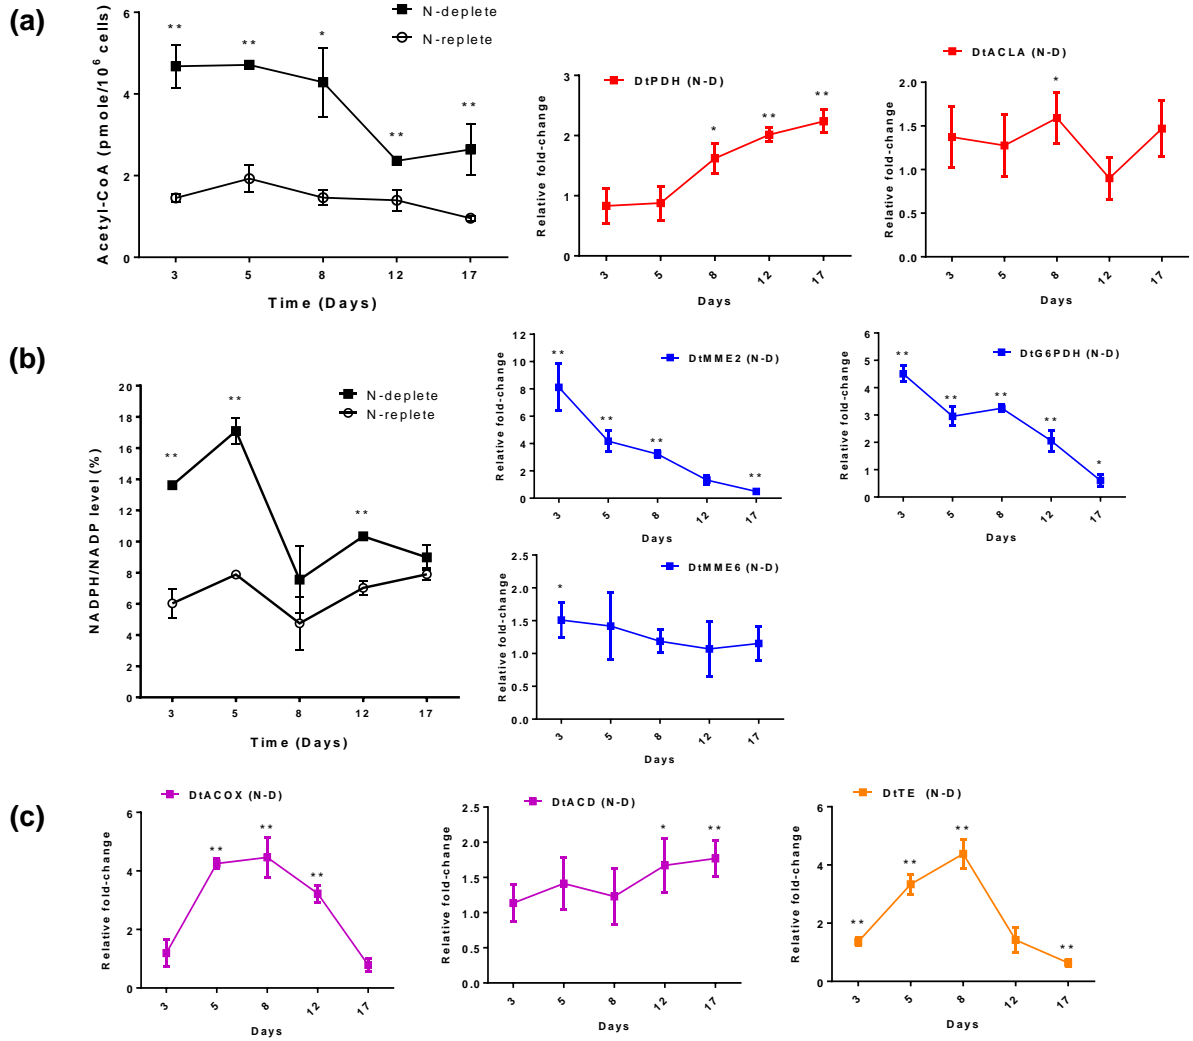 (a)
Acetyl-CoA (pmole/10^6 cells)
6
4
2
0
N-deplete
N-replete
** ** * ** **
3 5 8 12 17
Time (Days)
DtPDH (N-D)
Relative fold-change
3
2
1
0
* ** **
3 5 8 12 17
Days
DtACLA (N-D)
Relative fold-change
2.0
1.5
1.0
0.5
0.0
*
3 5 8 12 17
Days
(b)
NADPH/NADP level (%)
20
18
16
14
12
10
8
6
4
2
0
N-deplete
N-replete
** ** **
3 5 8 12 17
Time (Days)
DtMME2 (N-D)
Relative fold-change
12
10
8
6
4
2
0
** ** ** **
3 5 8 12 17
Days
DtG6PDH (N-D)
Relative fold-change
6
5
4
3
2
1
0
** ** ** ** *
3 5 8 12 17
Days
DtMME6 (N-D)
Relative fold-change
2.5
2.0
1.5
1.0
0.5
0.0
*
3 5 8 12 17
Days
(c)
DtACOX (N-D)
Relative fold-change
6
4
2
0
** ** **
3 5 8 12 17
Days
DtACD (N-D)
Relative fold-change
2.5
2.0
1.5
1.0
0.5
0.0
* **
3 5 8 12 17
Days
DtTE (N-D)
Relative fold-change
6
4
2
0
** ** ** **
3 5 8 12 17
Days